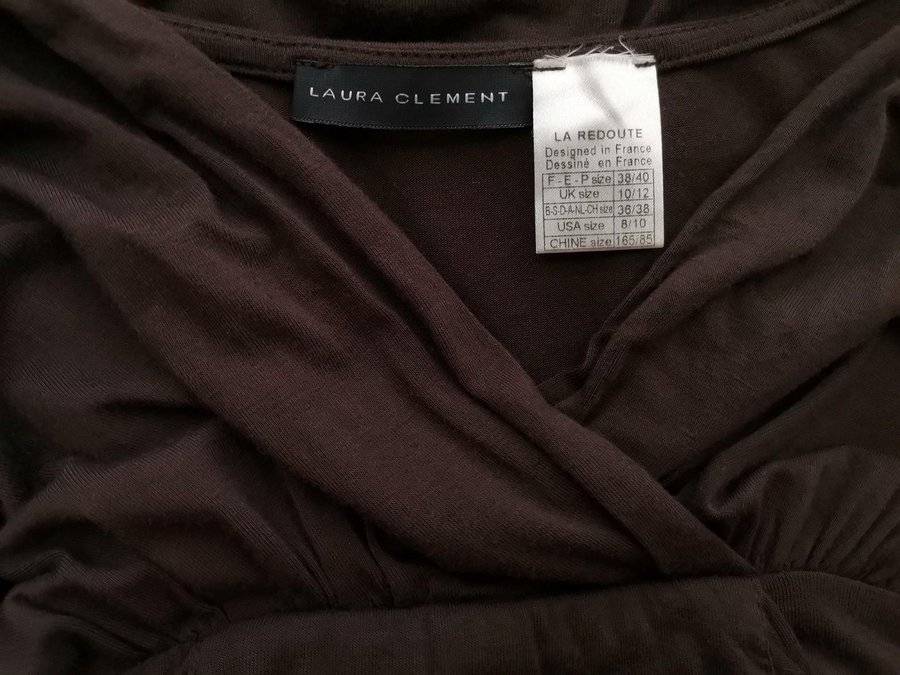 LAURA CLEMENT
LA REDOUTE
Designed in France
Dessiné en France
F - E - P size 38/40
UK size 10/12
B-S-D-A-NL-CH size 36/38
USA size 8/10
CHINE size 165/85